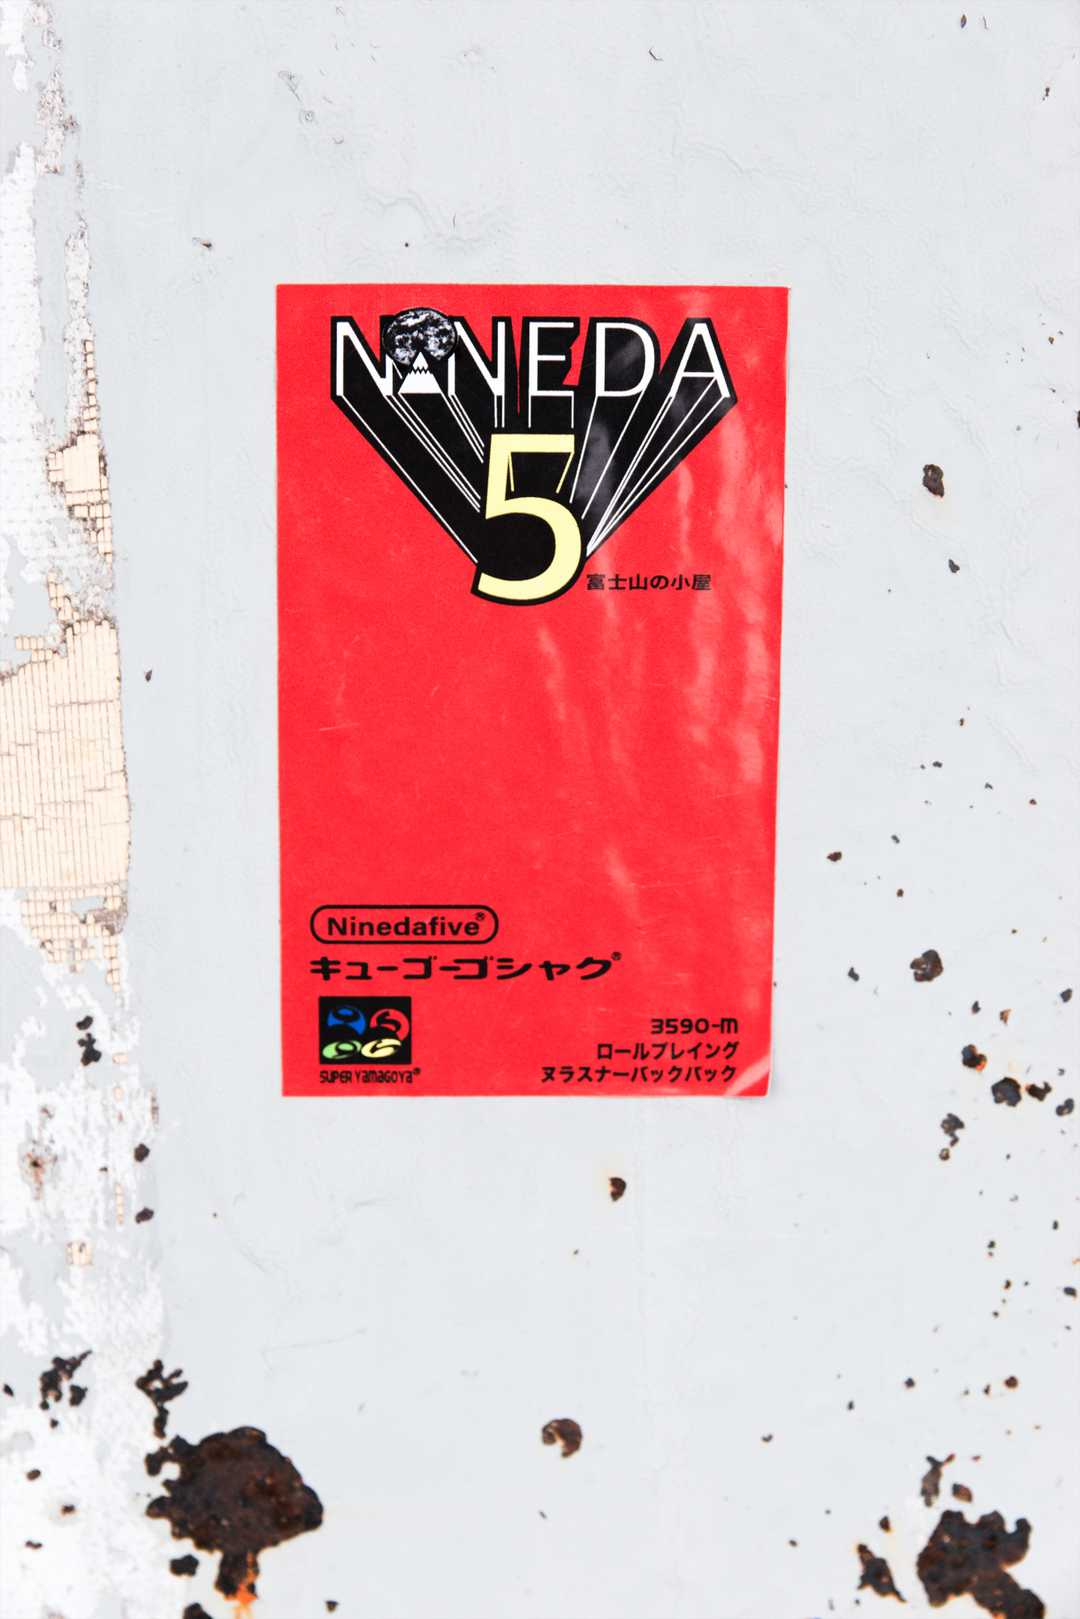 NINEDA
5
富士山の小屋
Ninedafive®
キューゴーゴシャク®
SUPER YAMAGOYA®
3590-M
ロールプレイング
ヌラスナーバックパック